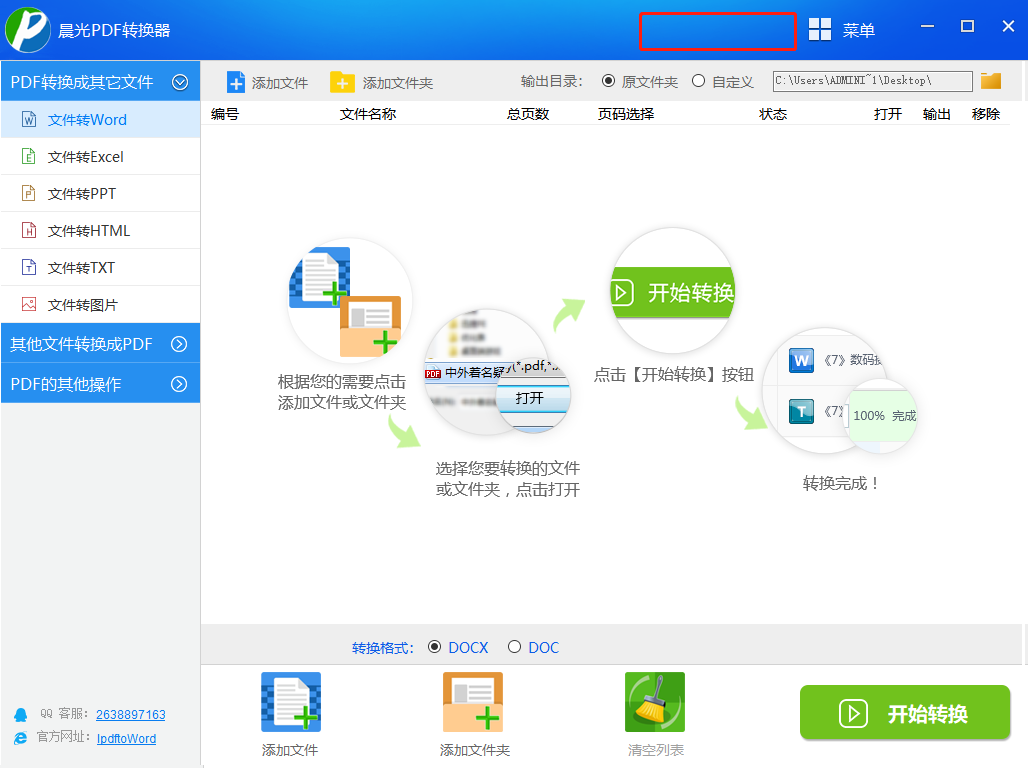 晨光PDF转换器
菜单
PDF转换成其它文件
添加文件
添加文件夹
输出目录：
原文件夹
自定义
C:\Users\ADMINI~1\Desktop\
编号
文件名称
总页数
页码选择
状态
打开
输出
移除
文件转Word
文件转Excel
文件转PPT
文件转HTML
文件转TXT
文件转图片
其他文件转换成PDF
PDF的其他操作
根据您的需要点击
添加文件或文件夹
PDF
中外着名
(*.pdf,*.
打开
选择您要转换的文件
或文件夹，点击打开
开始转换
点击【开始转换】按钮
W
《7》数码
T
《7》
100% 完成
转换完成！
转换格式：
DOCX
DOC
添加文件
添加文件夹
清空列表
开始转换
QQ 客服：
2638897163
官方网址：
IpdftoWord